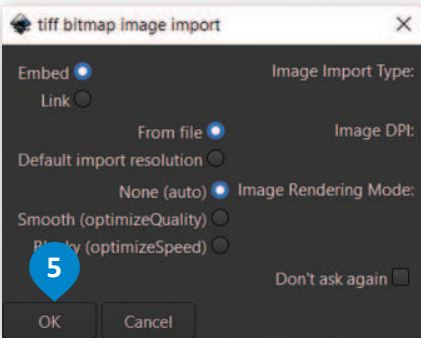 tiff bitmap image import
Embed Image Import Type:
Link
From file Image DPI:
Default import resolution
None (auto) Image Rendering Mode:
Smooth (optimizeQuality)
(optimizeSpeed)
5
Don't ask again
OK Cancel